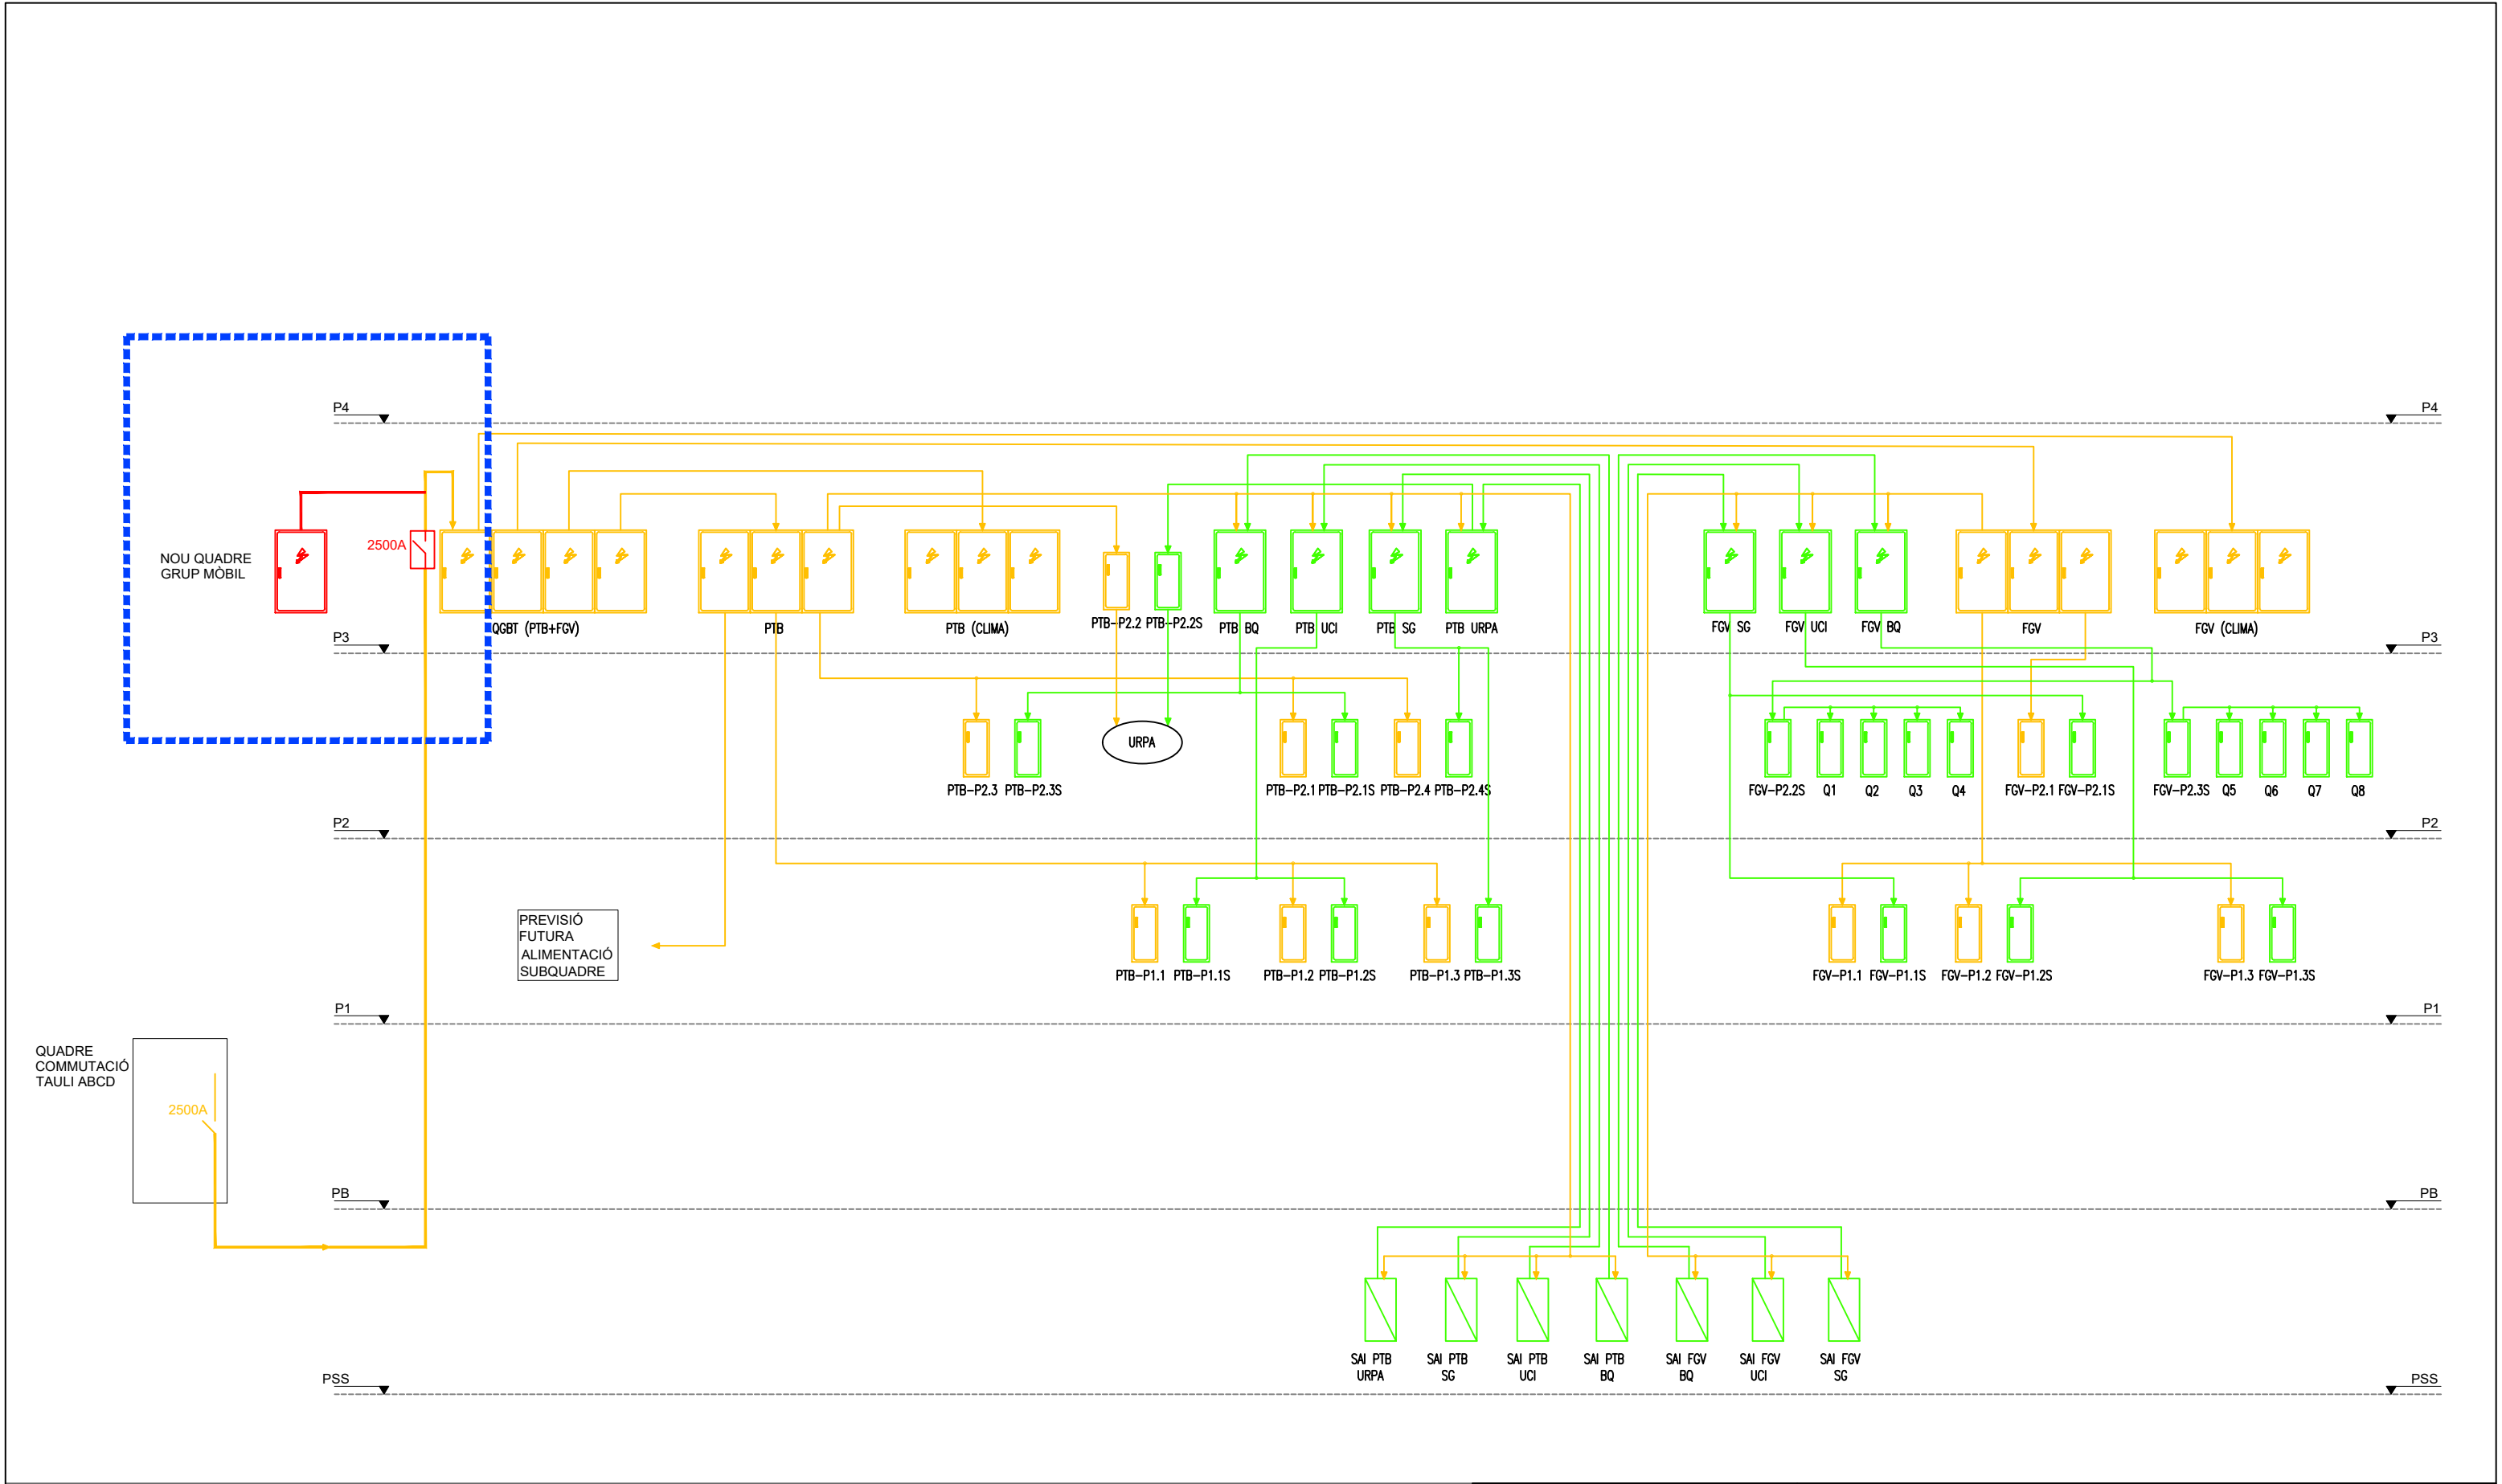 P4
P4
NOU QUADRE
GRUP MÒBIL
2500A
QGBT (PTB+FGV)
PTB
PTB (CLIMA)
PTB-P2.2
PTB-P2.2S
PTB BQ
PTB UCI
PTB SG
PTB URPA
FGV SG
FGV UCI
FGV BQ
FGV
FGV (CLIMA)
P3
P3
URPA
PTB-P2.3
PTB-P2.3S
PTB-P2.1
PTB-P2.1S
PTB-P2.4
PTB-P2.4S
FGV-P2.2S
Q1
Q2
Q3
Q4
FGV-P2.1
FGV-P2.1S
FGV-P2.3S
Q5
Q6
Q7
Q8
P2
P2
PREVISIÓ
FUTURA
ALIMENTACIÓ
SUBQUADRE
PTB-P1.1
PTB-P1.1S
PTB-P1.2
PTB-P1.2S
PTB-P1.3
PTB-P1.3S
FGV-P1.1
FGV-P1.1S
FGV-P1.2
FGV-P1.2S
FGV-P1.3
FGV-P1.3S
P1
P1
QUADRE
COMMUTACIÓ
TAULI ABCD
2500A
PB
PB
SAI PTB
URPA
SAI PTB
SG
SAI PTB
UCI
SAI PTB
BQ
SAI FGV
BQ
SAI FGV
UCI
SAI FGV
SG
PSS
PSS